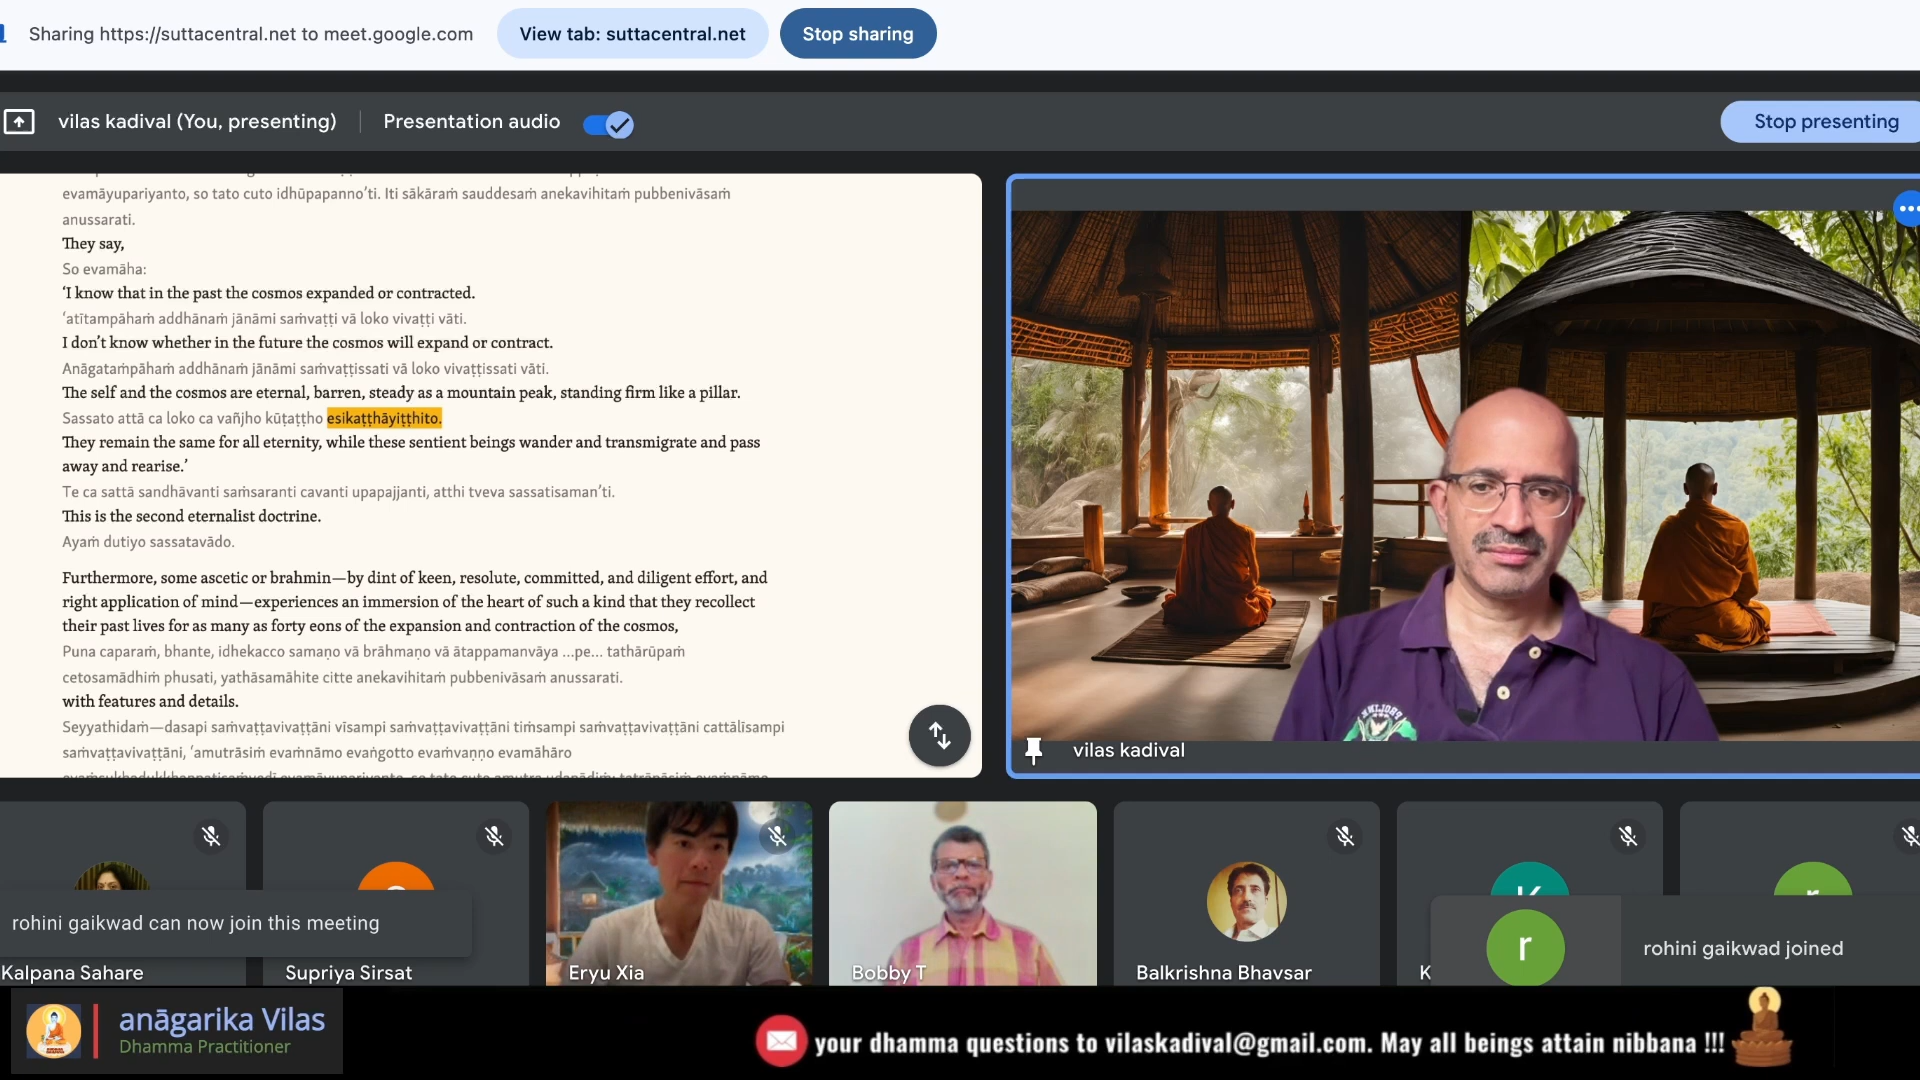 Sharing https://suttacentral.net to meet.google.com
View tab: suttacentral.net
Stop sharing
vilas kadival (You, presenting)
Presentation audio
Stop presenting
evamāyupariyanto, so tato cuto idhūpapanno’ti. Iti sākāraṁ sauddesaṁ anekavihitaṁ pubbenivāsaṁ
anussarati.
They say,
So evamāha:
‘I know that in the past the cosmos expanded or contracted.
‘atītampāhaṁ addhānaṁ jānāmi saṁvaṭṭi vā loko vivaṭṭi vāti.
I don’t know whether in the future the cosmos will expand or contract.
Anāgataṁpāhaṁ addhānaṁ jānāmi saṁvaṭṭissati vā loko vivaṭṭissati vāti.
The self and the cosmos are eternal, barren, steady as a mountain peak, standing firm like a pillar.
Sassato attā ca loko ca vañjho kūṭaṭṭho esikaṭṭhāyiṭṭhito.
They remain the same for all eternity, while these sentient beings wander and transmigrate and pass
away and rearise.’
Te ca sattā sandhāvanti saṁsaranti cavanti upapajjanti, atthi tveva sassatisaman’ti.
This is the second eternalist doctrine.
Ayaṁ dutiyo sassatavādo.
Furthermore, some ascetic or brahmin—by dint of keen, resolute, committed, and diligent effort, and
right application of mind—experiences an immersion of the heart of such a kind that they recollect
their past lives for as many as forty eons of the expansion and contraction of the cosmos,
Puna caparaṁ, bhante, idhekacco samaṇo vā brāhmaṇo vā ātappamanvāya …pe… tathārūpaṁ
cetosamādhiṁ phusati, yathāsamāhite citte anekavihitaṁ pubbenivāsaṁ anussarati.
with features and details.
Seyyathidaṁ—dasapi saṁvaṭṭavivaṭṭāni vīsampi saṁvaṭṭavivaṭṭāni tiṁsampi saṁvaṭṭavivaṭṭāni cattālīsampi
saṁvaṭṭavivaṭṭāni, ‘amutrāsiṁ evaṁnāmo evaṅgotto evaṁvaṇṇo evamāhāro
vilas kadival
rohini gaikwad can now join this meeting
r
rohini gaikwad joined
Kalpana Sahare
Supriya Sirsat
Eryu Xia
Bobby T
Balkrishna Bhavsar
K
anāgarika Vilas
Dhamma Practitioner
your dhamma questions to vilaskadival@gmail.com. May all beings attain nibbana !!!